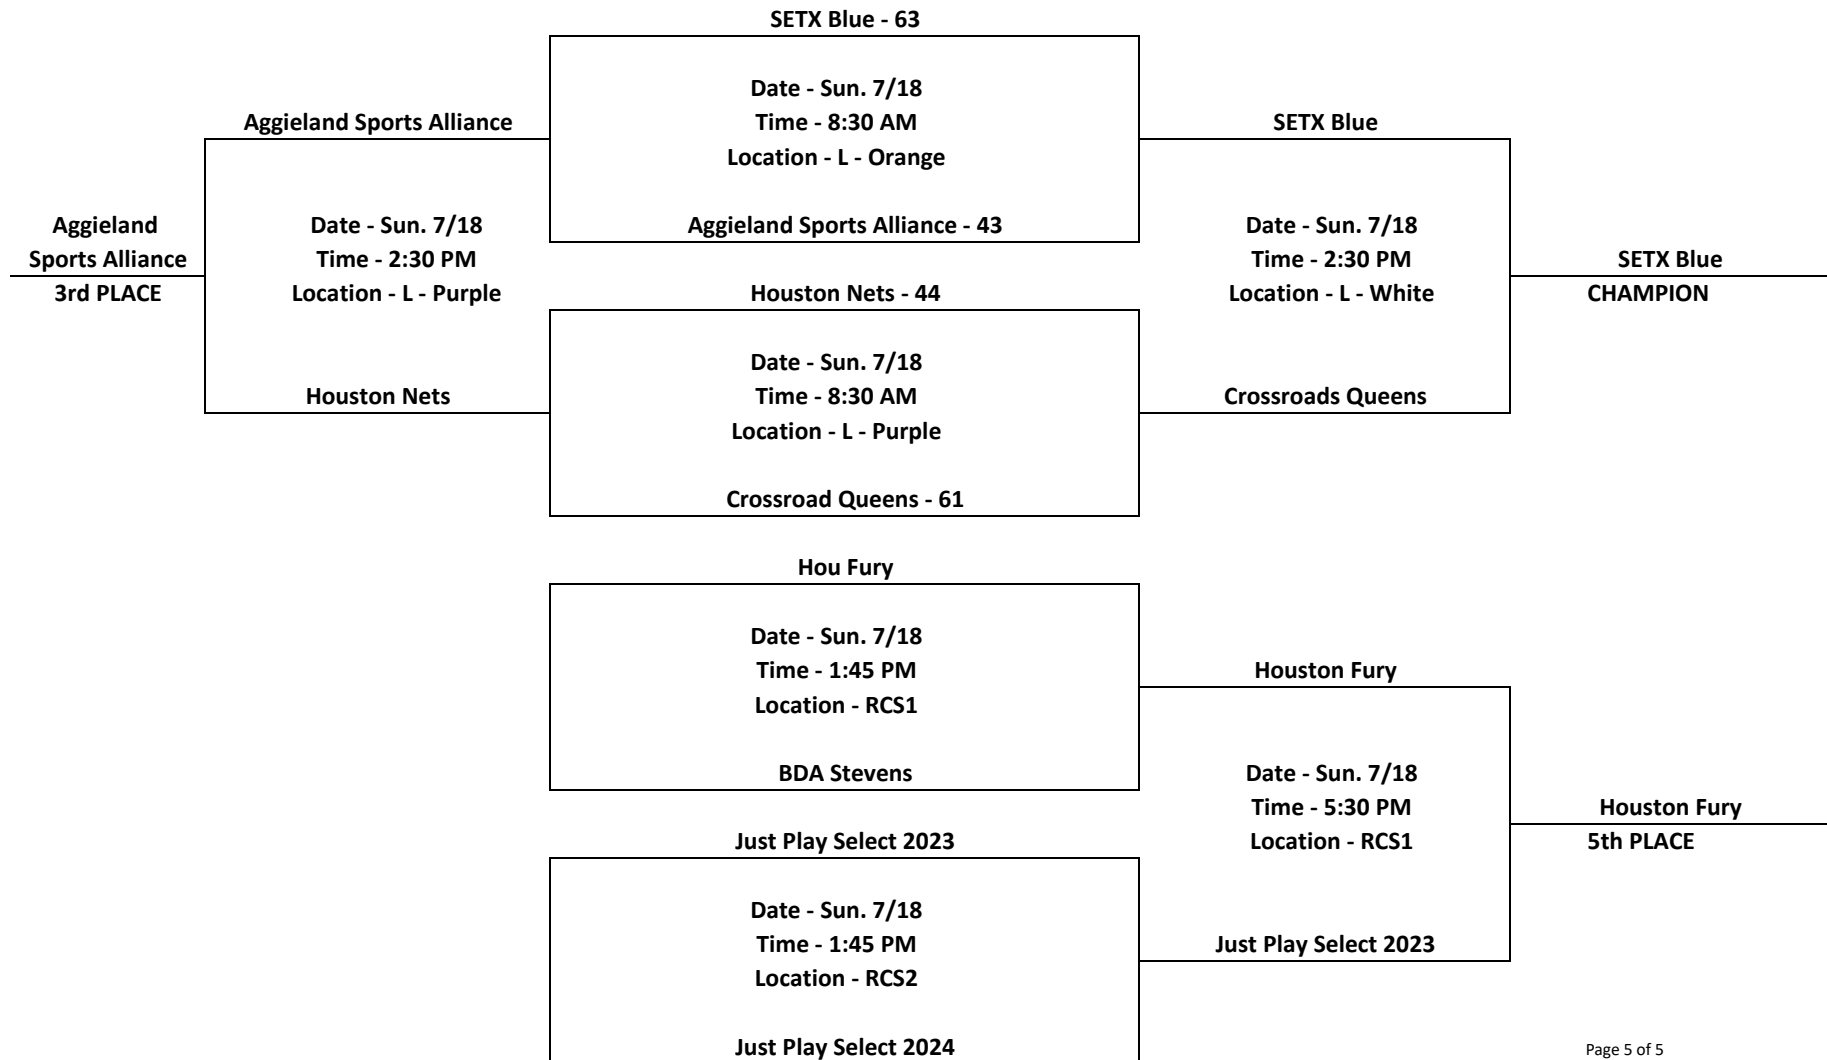 SETX Blue - 63
Date - Sun. 7/18
Time - 8:30 AM
Location - L - Orange
Aggieland Sports Alliance
SETX Blue
Aggieland Sports Alliance - 43
Aggieland
Sports Alliance
3rd PLACE
Date - Sun. 7/18
Time - 2:30 PM
Location - L - Purple
Date - Sun. 7/18
Time - 2:30 PM
Location - L - White
SETX Blue
CHAMPION
Houston Nets - 44
Date - Sun. 7/18
Time - 8:30 AM
Location - L - Purple
Houston Nets
Crossroads Queens
Crossroad Queens - 61
Hou Fury
Date - Sun. 7/18
Time - 1:45 PM
Location - RCS1
Houston Fury
BDA Stevens
Date - Sun. 7/18
Time - 5:30 PM
Location - RCS1
Houston Fury
5th PLACE
Just Play Select 2023
Date - Sun. 7/18
Time - 1:45 PM
Location - RCS2
Just Play Select 2023
Just Play Select 2024
Page 5 of 5